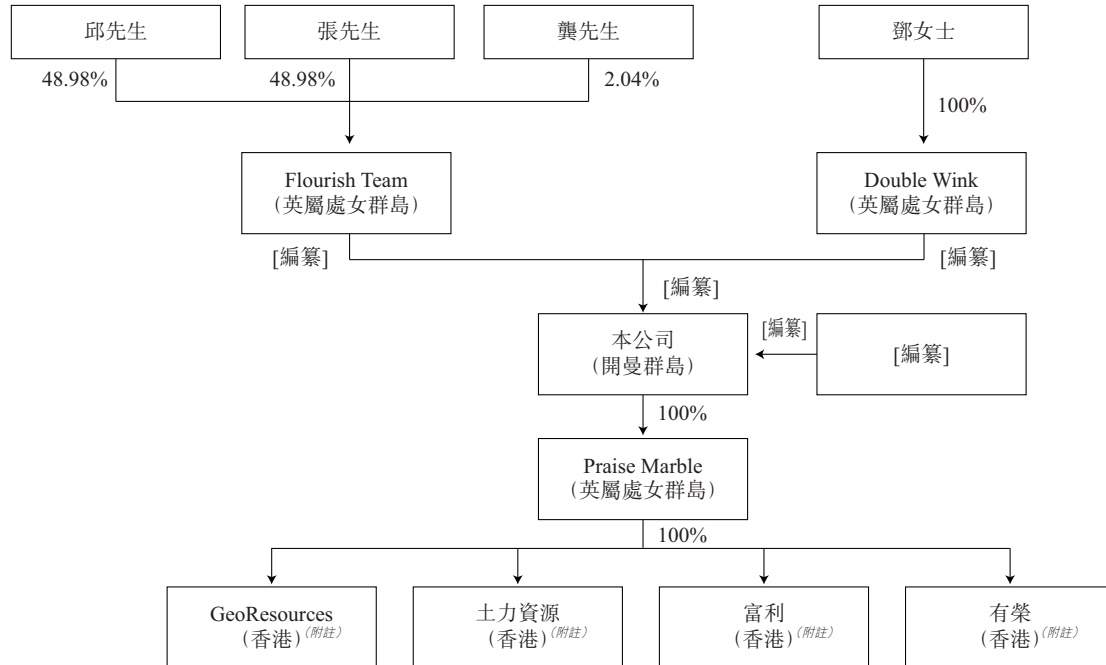 邱先生
張先生
龔先生
鄧女士
48.98%
48.98%
2.04%
100%
Flourish Team
（英屬處女群島）
Double Wink
（英屬處女群島）
[編纂]
[編纂]
[編纂]
本公司
（開曼群島）
[編纂]
[編纂]
100%
Praise Marble
（英屬處女群島）
100%
GeoResources
（香港）(附註)
土力資源
（香港）(附註)
富利
（香港）(附註)
有榮
（香港）(附註)